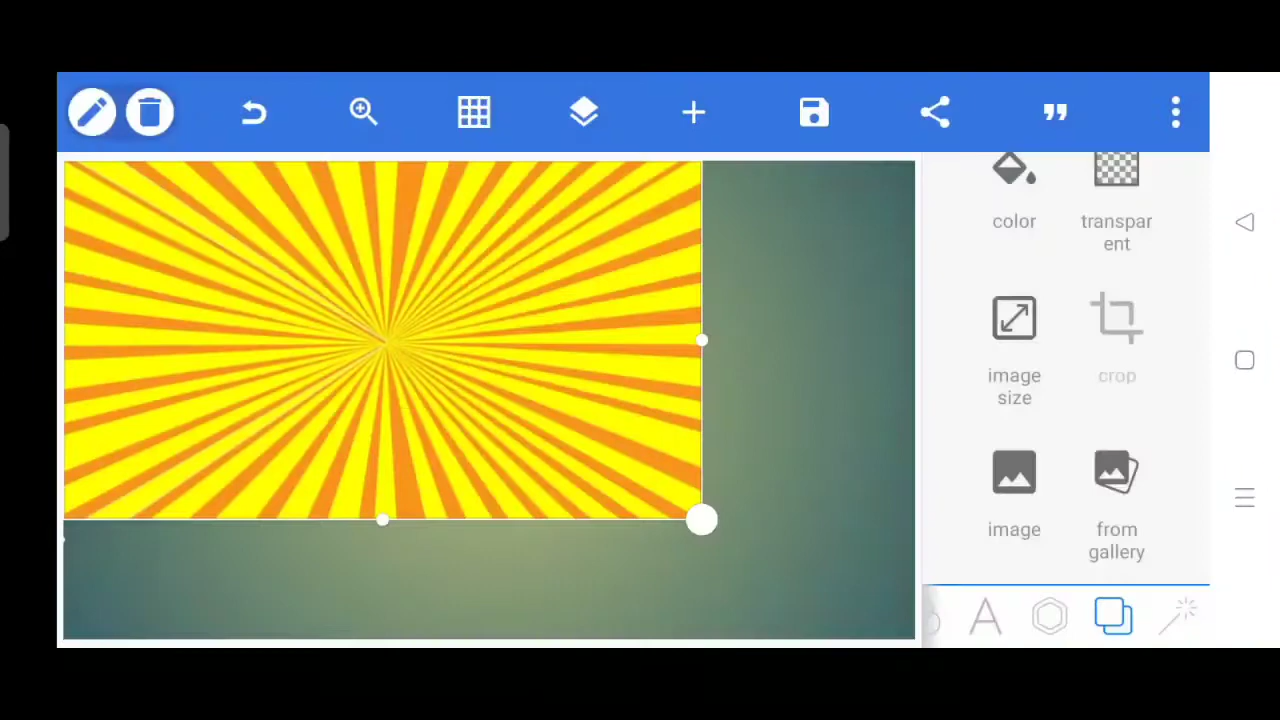 color
transpar
ent
image
size
crop
image
from
gallery